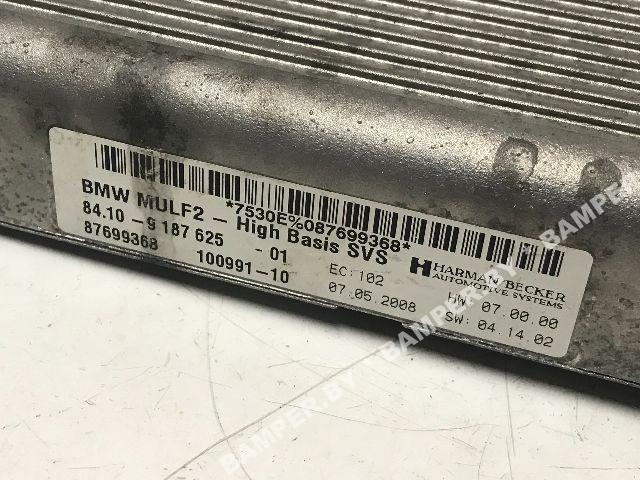 *7530E%087699368*
BMW MULF2 - High Basis SVS
84.10 - 9 187 625 - 01
87699368 100991-10
EC: 102
07.05.2008
HARMAN/BECKER
AUTOMOTIVE SYSTEMS
HW: 07.00.00
SW: 04.14.02
BAMPER.BY - BAMPER.BY - BAMPER.BY